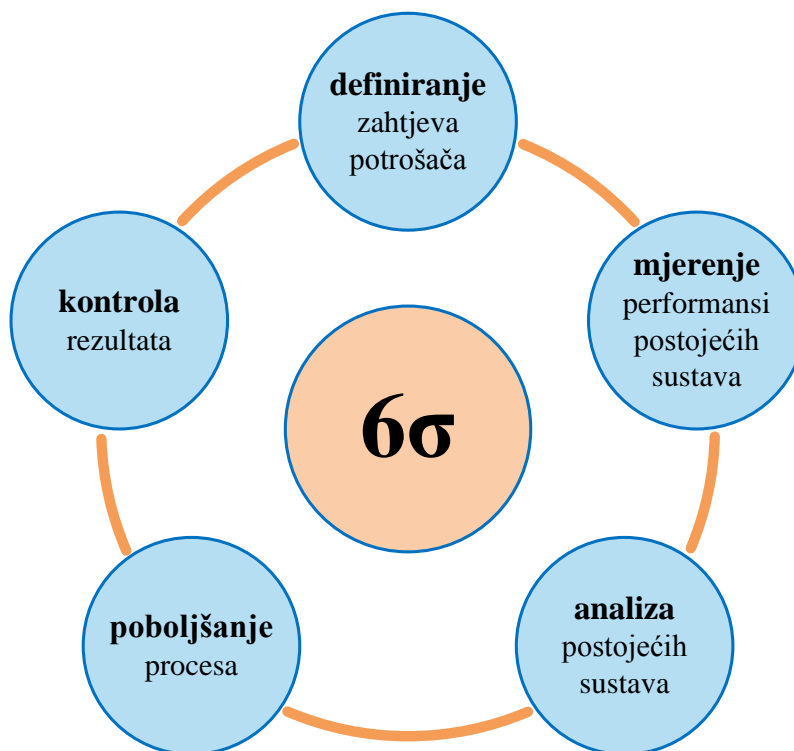 definiranje
zahtjeva
potrošača
mjerenje
performansi
postojećih
sustava
analiza
postojećih
sustava
poboljšanje
procesa
kontrola
rezultata
6σ